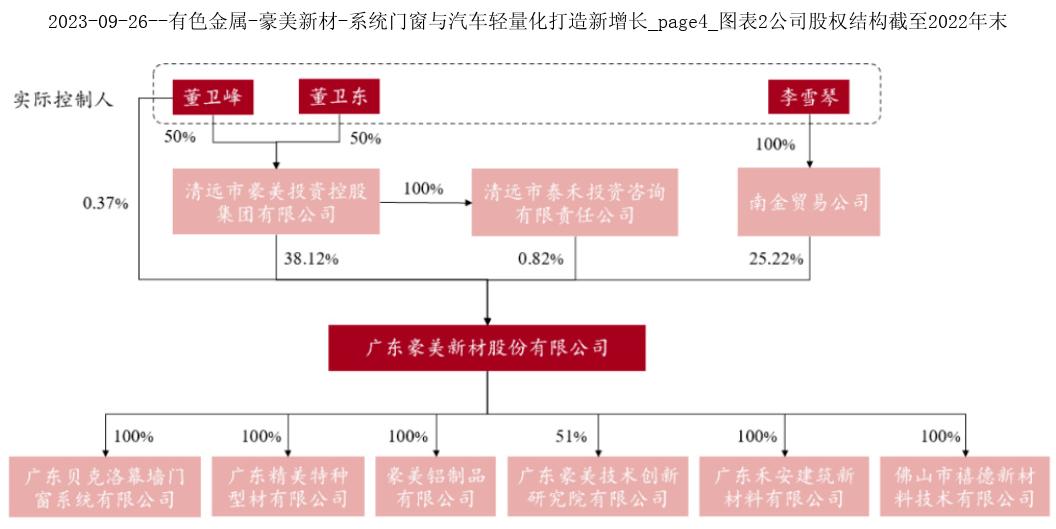 2023-09-26--有色金属-豪美新材-系统门窗与汽车轻量化打造新增长_page4_图表2公司股权结构截至2022年末
实际控制人
董卫峰
董卫东
李雪琴
50%
50%
100%
0.37%
清远市豪美投资控股
集团有限公司
100%
清远市泰禾投资咨询
有限责任公司
南金贸易公司
38.12%
0.82%
25.22%
广东豪美新材股份有限公司
100%
100%
100%
51%
100%
100%
广东贝克洛幕墙门
窗系统有限公司
广东精美特种
型材有限公司
豪美铝制品
有限公司
广东豪美技术创新
研究院有限公司
广东禾安建筑新
材料有限公司
佛山市禧德新材
料技术有限公司